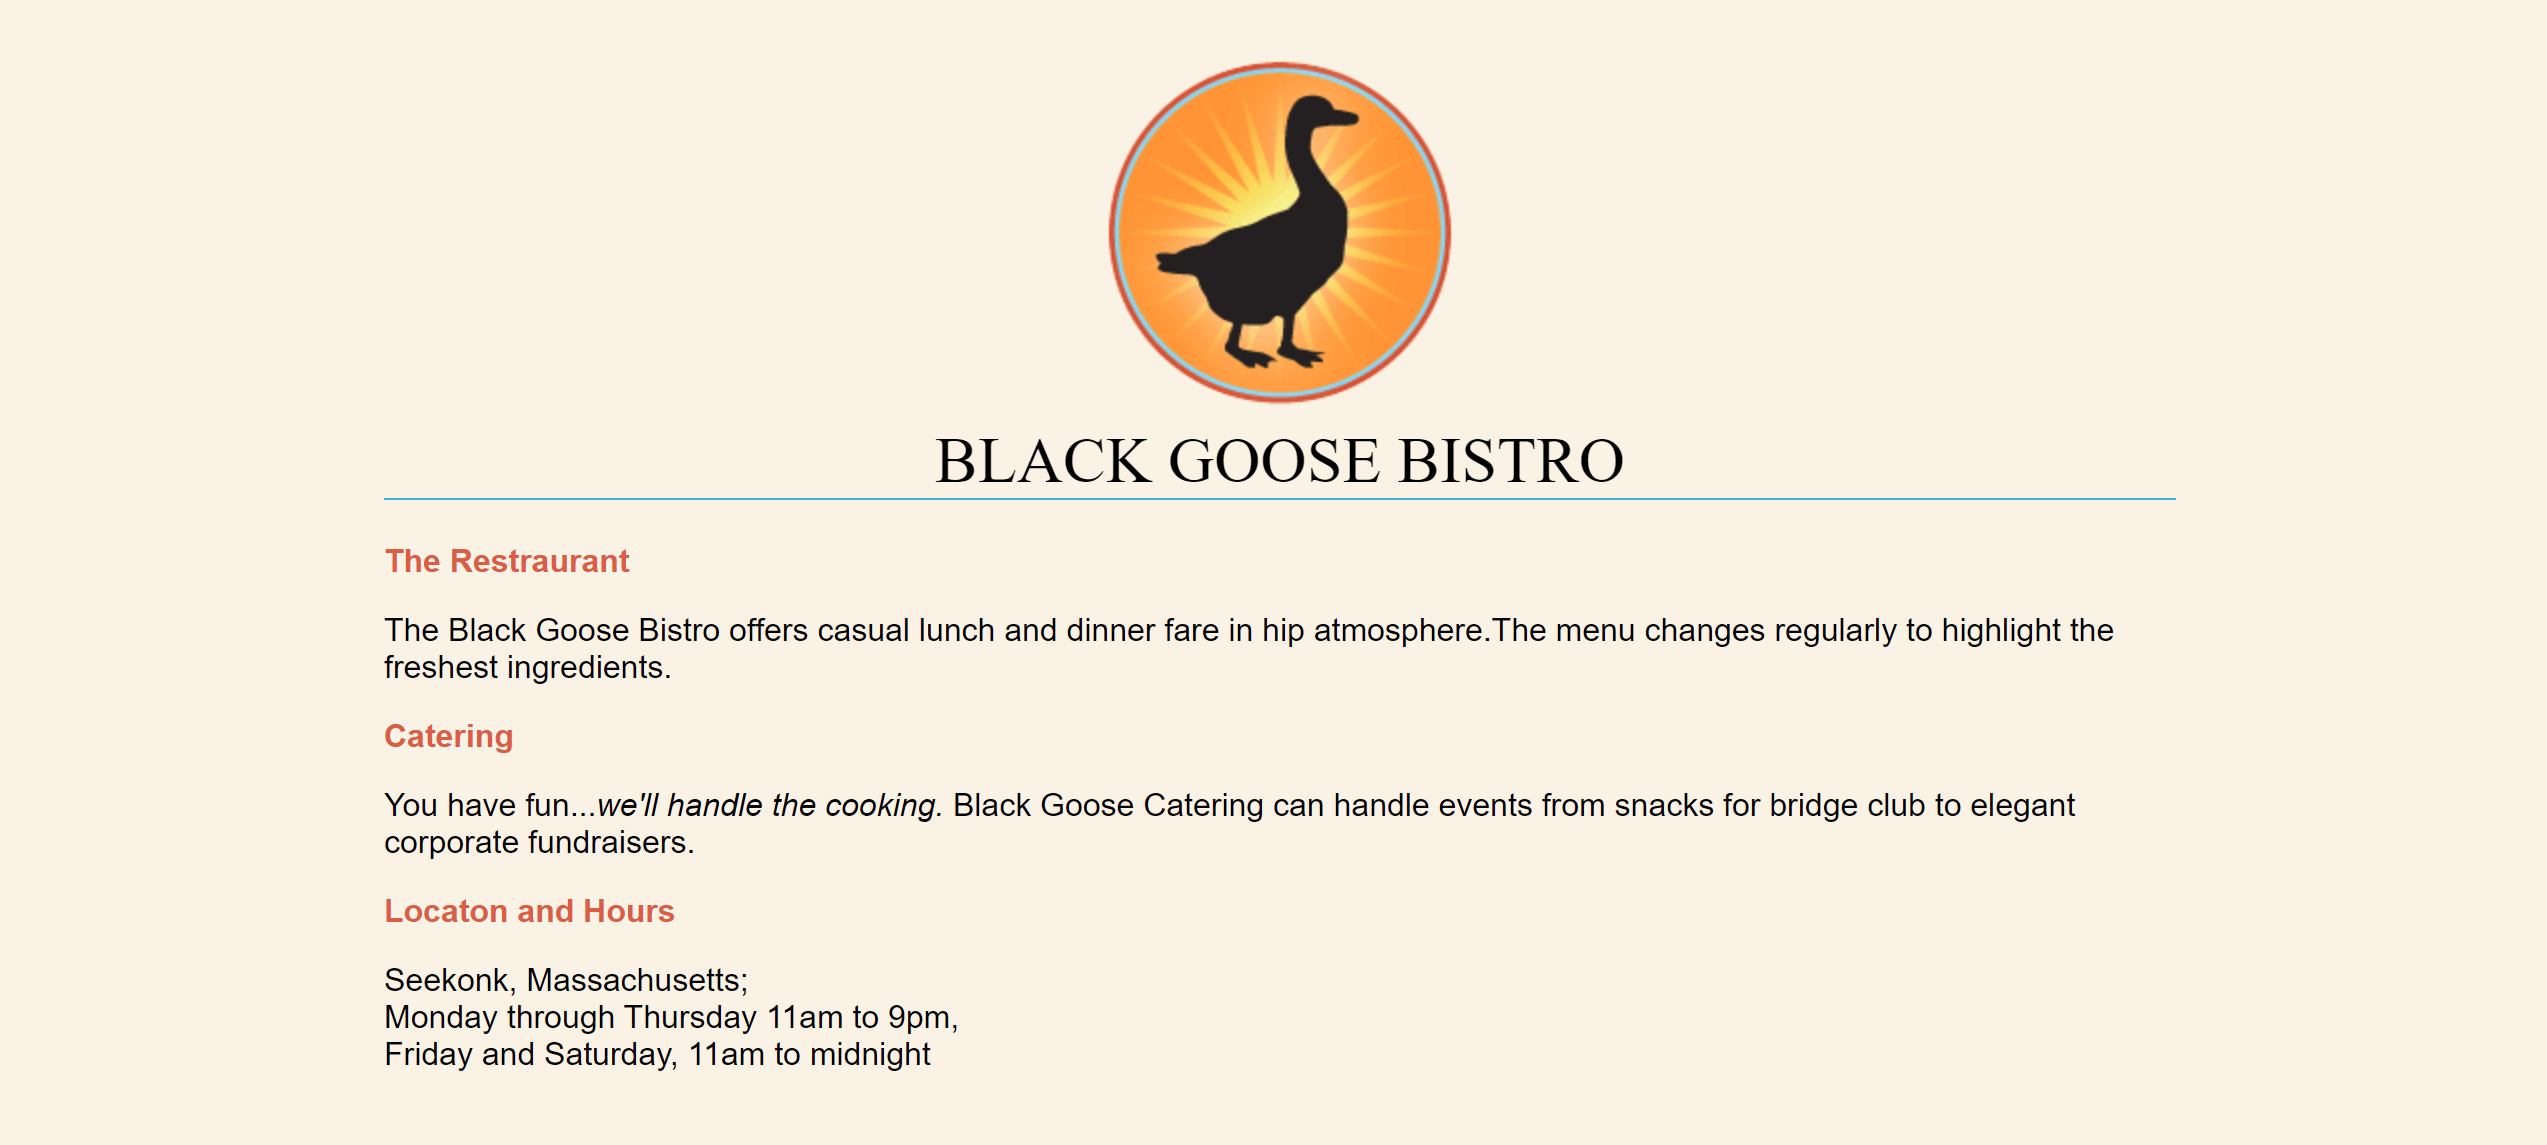 BLACK GOOSE BISTRO
The Restraurant
The Black Goose Bistro offers casual lunch and dinner fare in hip atmosphere.The menu changes regularly to highlight the
freshest ingredients.
Catering
You have fun...we'll handle the cooking. Black Goose Catering can handle events from snacks for bridge club to elegant
corporate fundraisers.
Locaton and Hours
Seekonk, Massachusetts;
Monday through Thursday 11am to 9pm,
Friday and Saturday, 11am to midnight